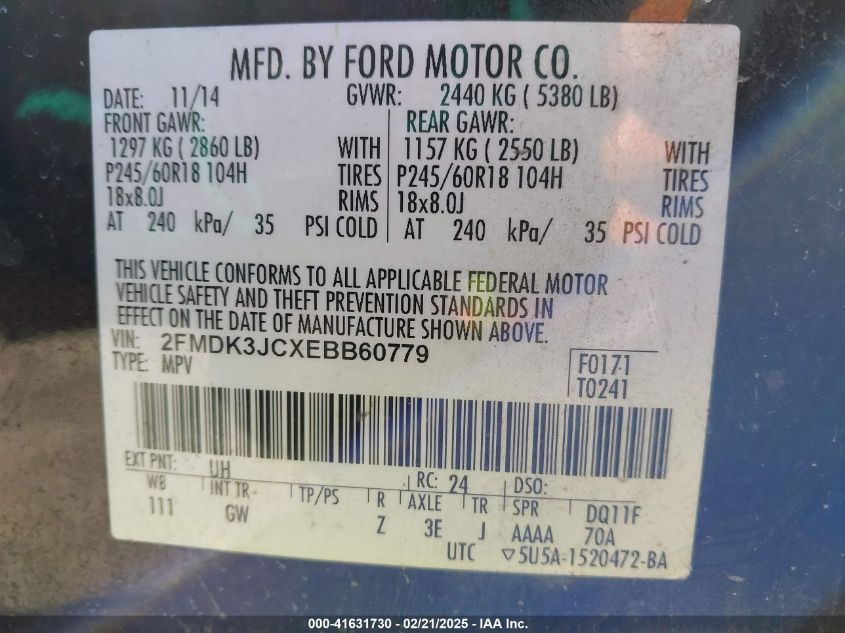 MFD. BY FORD MOTOR CO.
DATE: 11/14 GVWR: 2440 KG ( 5380 LB)
FRONT GAWR: REAR GAWR:
1297 KG ( 2860 LB) WITH 1157 KG ( 2550 LB) WITH
P245/60R18 104H TIRES P245/60R18 104H TIRES
18x8.0J RIMS 18x8.0J RIMS
AT 240 kPa/ 35 PSI COLD AT 240 kPa/ 35 PSI COLD
THIS VEHICLE CONFORMS TO ALL APPLICABLE FEDERAL MOTOR
VEHICLE SAFETY AND THEFT PREVENTION STANDARDS IN
EFFECT ON THE DATE OF MANUFACTURE SHOWN ABOVE.
VIN: 2FMDK3JCXEBB60779
TYPE: MPV F0171
T0241
EXT PNT: UH RC: 24 DSO:
WB INT TR TP/PS R AXLE TR SPR DQ11F
111 GW Z 3E J AAAA 70A
UTC ▽5U5A-1520472-BA
000-41631730 - 02/21/2025 - IAA Inc.